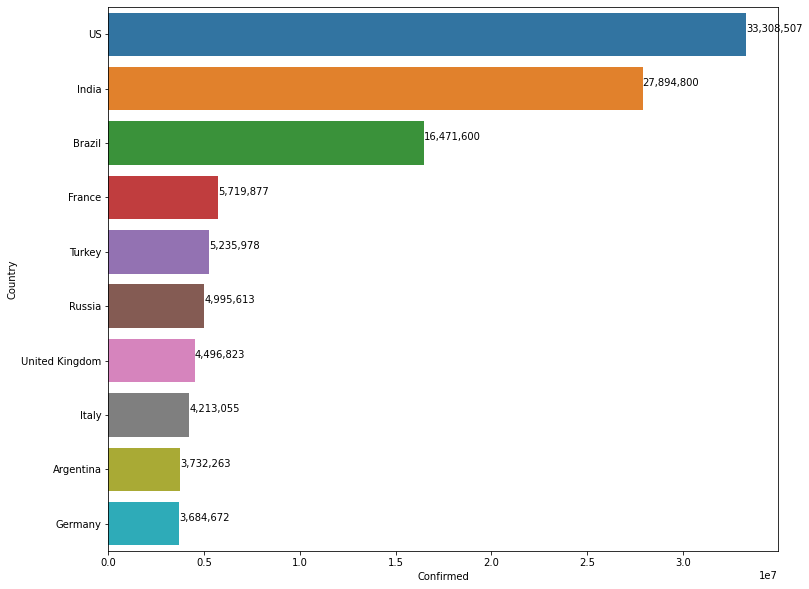 US
33,308,507
India
27,894,800
Brazil
16,471,600
France
5,719,877
Turkey
5,235,978
Country
Russia
4,995,613
United Kingdom
4,496,823
Italy
4,213,055
Argentina
3,732,263
Germany
3,684,672
0.0 0.5 1.0 1.5 2.0 2.5 3.0
Confirmed
1e7